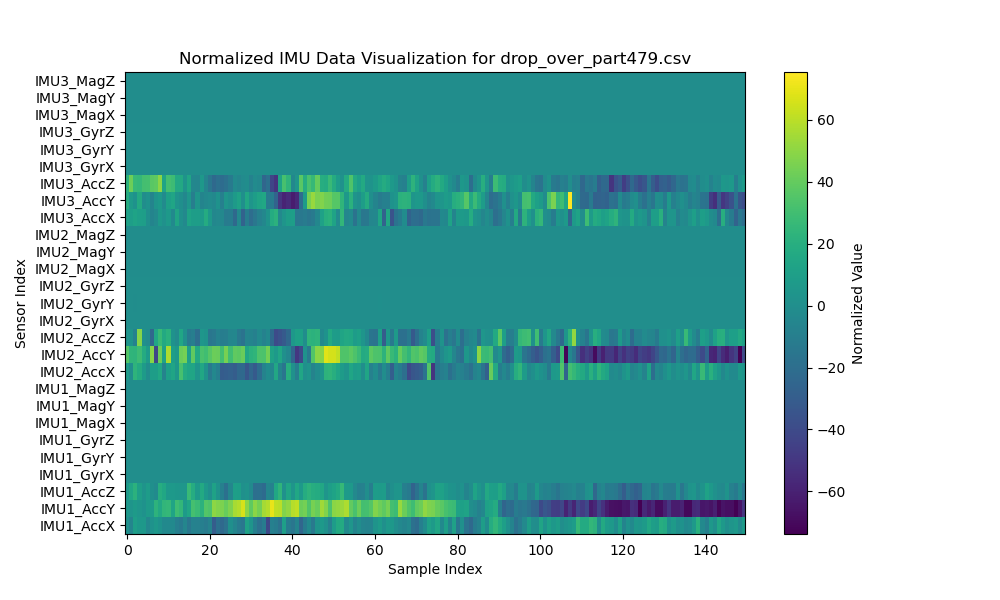 Normalized IMU Data Visualization for drop_over_part479.csv
IMU3_MagZ
IMU3_MagY
IMU3_MagX
IMU3_GyrZ
IMU3_GyrY
IMU3_GyrX
IMU3_AccZ
IMU3_AccY
IMU3_AccX
IMU2_MagZ
IMU2_MagY
IMU2_MagX
IMU2_GyrZ
IMU2_GyrY
IMU2_GyrX
IMU2_AccZ
IMU2_AccY
IMU2_AccX
IMU1_MagZ
IMU1_MagY
IMU1_MagX
IMU1_GyrZ
IMU1_GyrY
IMU1_GyrX
IMU1_AccZ
IMU1_AccY
IMU1_AccX
Sensor Index
0 20 40 60 80 100 120 140
Sample Index
60
40
20
0
−20
−40
−60
Normalized Value